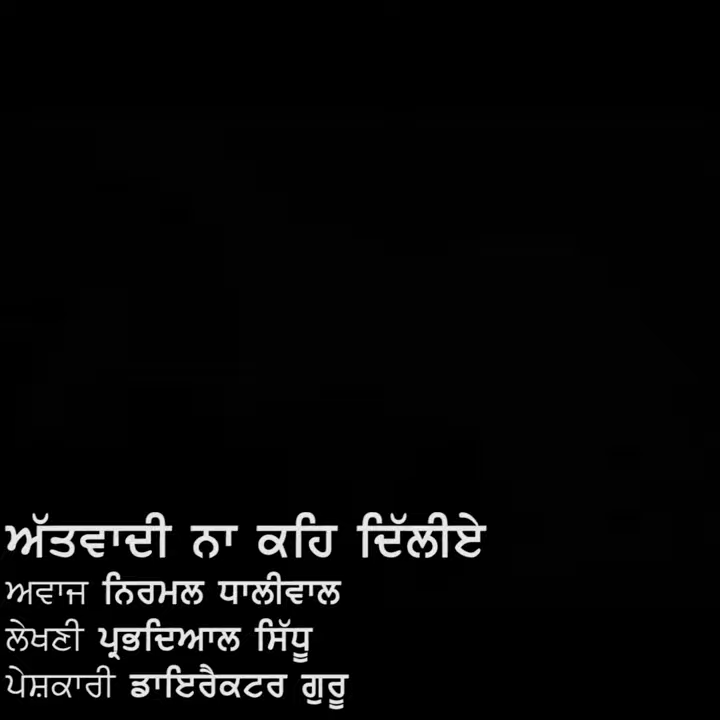 ਅੱਤਵਾਦੀ ਨਾ ਕਹਿ ਦਿੱਲੀਏ
ਅਵਾਜ ਨਿਰਮਲ ਧਾਲੀਵਾਲ
ਲੇਖਣੀ ਪ੍ਰਭਦਿਆਲ ਸਿੱਧੂ
ਪੇਸ਼ਕਾਰੀ ਡਾਇਰੈਕਟਰ ਗੁਰੂ